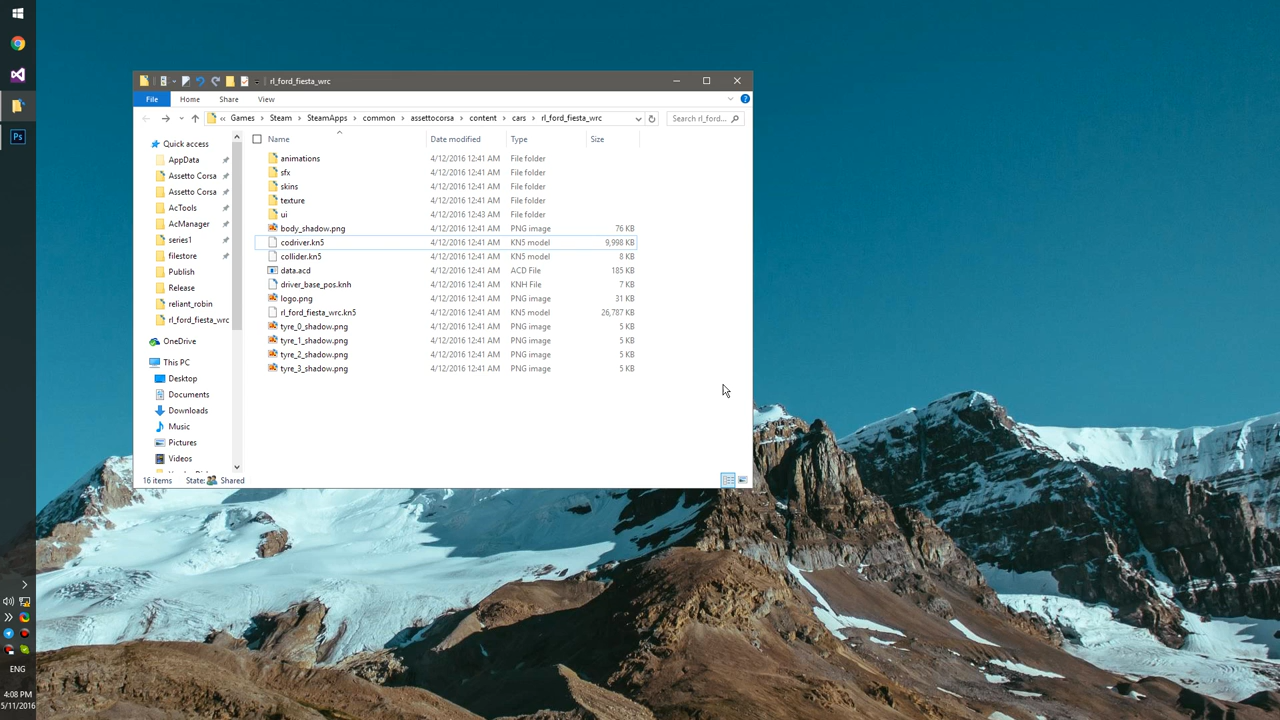 rl_ford_fiesta_wrc
File Home Share View
« Games > Steam > SteamApps > common > assettocorsa > content > cars > rl_ford_fiesta_wrc
Search rl_ford...
Name Date modified Type Size
Quick access
AppData
Assetto Corsa
Assetto Corsa
AcTools
AcManager
series1
filestore
Publish
Release
reliant_robin
rl_ford_fiesta_wrc
OneDrive
This PC
Desktop
Documents
Downloads
Music
Pictures
Videos
animations 4/12/2016 12:41 AM File folder
sfx 4/12/2016 12:41 AM File folder
skins 4/12/2016 12:41 AM File folder
texture 4/12/2016 12:41 AM File folder
ui 4/12/2016 12:43 AM File folder
body_shadow.png 4/12/2016 12:41 AM PNG image 76 KB
codriver.kn5 4/12/2016 12:41 AM KN5 model 9,998 KB
collider.kn5 4/12/2016 12:41 AM KN5 model 8 KB
data.acd 4/12/2016 12:41 AM ACD File 185 KB
driver_base_pos.knh 4/12/2016 12:41 AM KNH File 7 KB
logo.png 4/12/2016 12:41 AM PNG image 31 KB
rl_ford_fiesta_wrc.kn5 4/12/2016 12:41 AM KN5 model 26,787 KB
tyre_0_shadow.png 4/12/2016 12:41 AM PNG image 5 KB
tyre_1_shadow.png 4/12/2016 12:41 AM PNG image 5 KB
tyre_2_shadow.png 4/12/2016 12:41 AM PNG image 5 KB
tyre_3_shadow.png 4/12/2016 12:41 AM PNG image 5 KB
16 items State: Shared
Ps
ENG
4:08 PM
5/11/2016